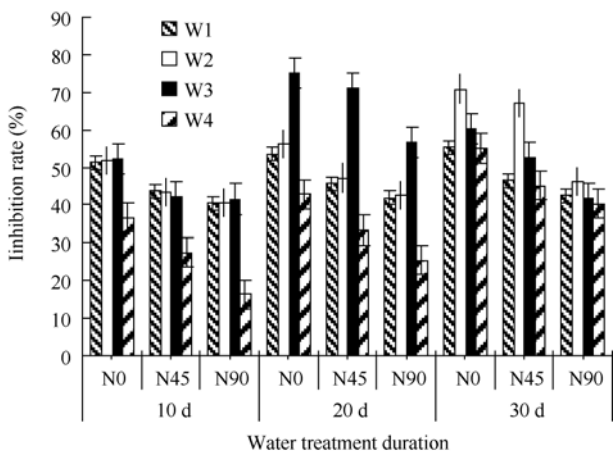 90
80
70
60
50
40
30
20
10
0
Iinhibition rate (%)
W1
W2
W3
W4
N0 N45 N90 N0 N45 N90 N0 N45 N90
10 d 20 d 30 d
Water treatment duration